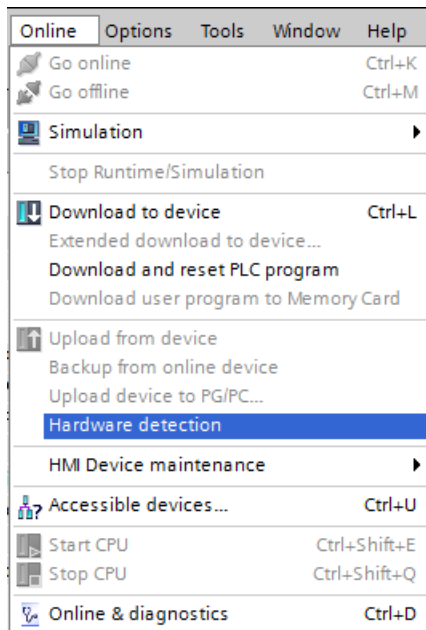 Online Options Tools Window Help
Go online Ctrl+K
Go offline Ctrl+M
Simulation
Stop Runtime/Simulation
Download to device Ctrl+L
Extended download to device...
Download and reset PLC program
Download user program to Memory Card
Upload from device
Backup from online device
Upload device to PG/PC...
Hardware detection
HMI Device maintenance
Accessible devices... Ctrl+U
Start CPU Ctrl+Shift+E
Stop CPU Ctrl+Shift+Q
Online & diagnostics Ctrl+D